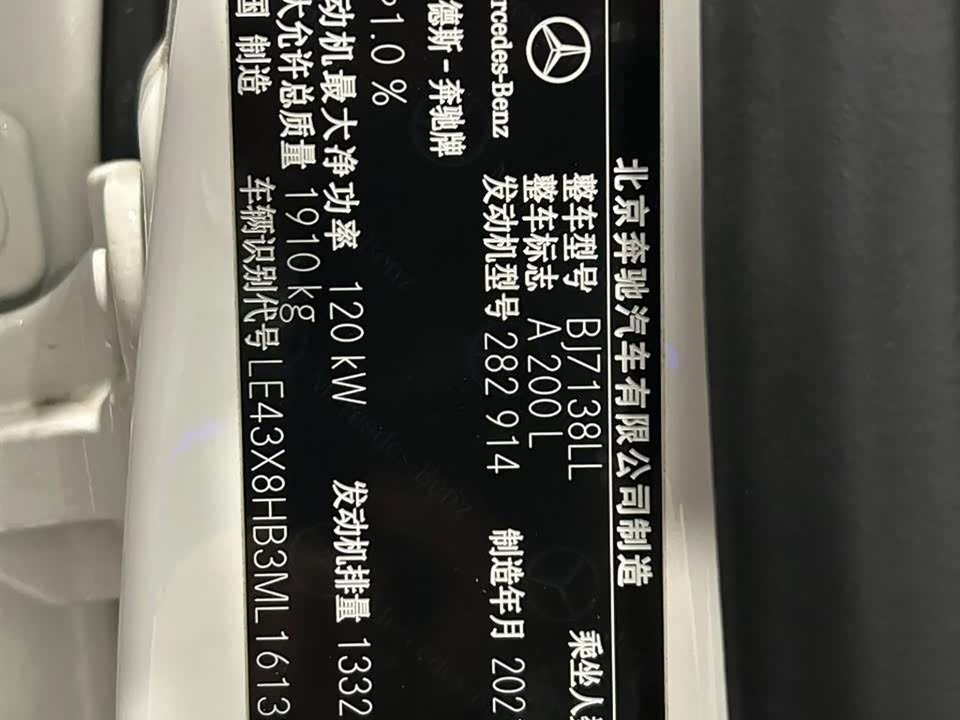 北京奔驰汽车有限公司制造
Mercedes-Benz
整车型号 BJ7138LL 乘坐人
整车标志 A 200 L
发动机型号 282 914 制造年月 202
德斯-奔驰牌
1.0 %
动机最大净功率 120 kW 发动机排量 1332
大允许总质量 1910 kg
国 制造 车辆识别代号 LE43X8HB3ML1613